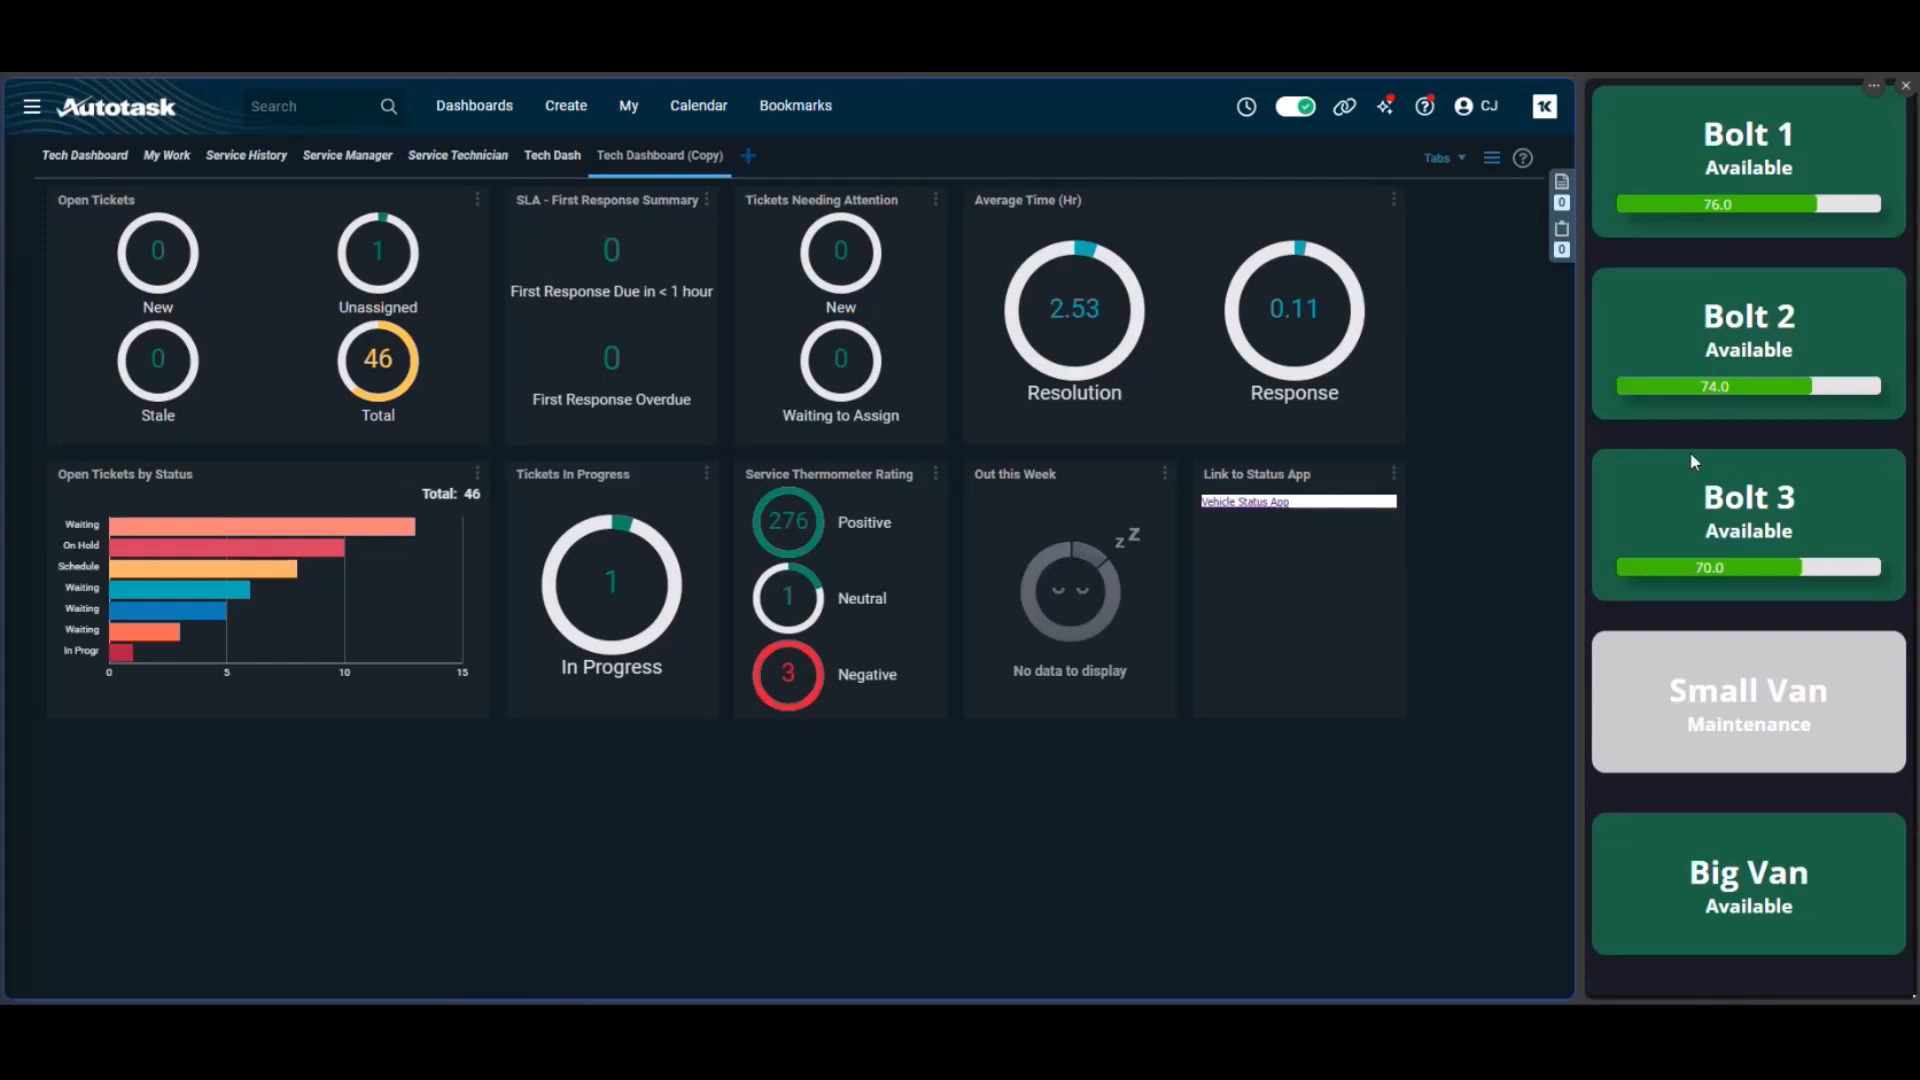 Autotask
Search
Dashboards
Create
My
Calendar
Bookmarks
CJ
1K
Tech Dashboard
My Work
Service History
Service Manager
Service Technician
Tech Dash
Tech Dashboard (Copy)
Tabs
Open Tickets
0
New
1
Unassigned
0
Stale
46
Total
SLA - First Response Summary
0
First Response Due in < 1 hour
0
First Response Overdue
Tickets Needing Attention
0
New
0
Waiting to Assign
Average Time (Hr)
2.53
Resolution
0.11
Response
0
0
Open Tickets by Status
Total: 46
Waiting
On Hold
Schedule
Waiting
Waiting
Waiting
In Progr
0 5 10 15
Tickets In Progress
1
In Progress
Service Thermometer Rating
276 Positive
1 Neutral
3 Negative
Out this Week
z Z
No data to display
Link to Status App
Vehicle Status App
Bolt 1
Available
76.0
Bolt 2
Available
74.0
Bolt 3
Available
70.0
Small Van
Maintenance
Big Van
Available